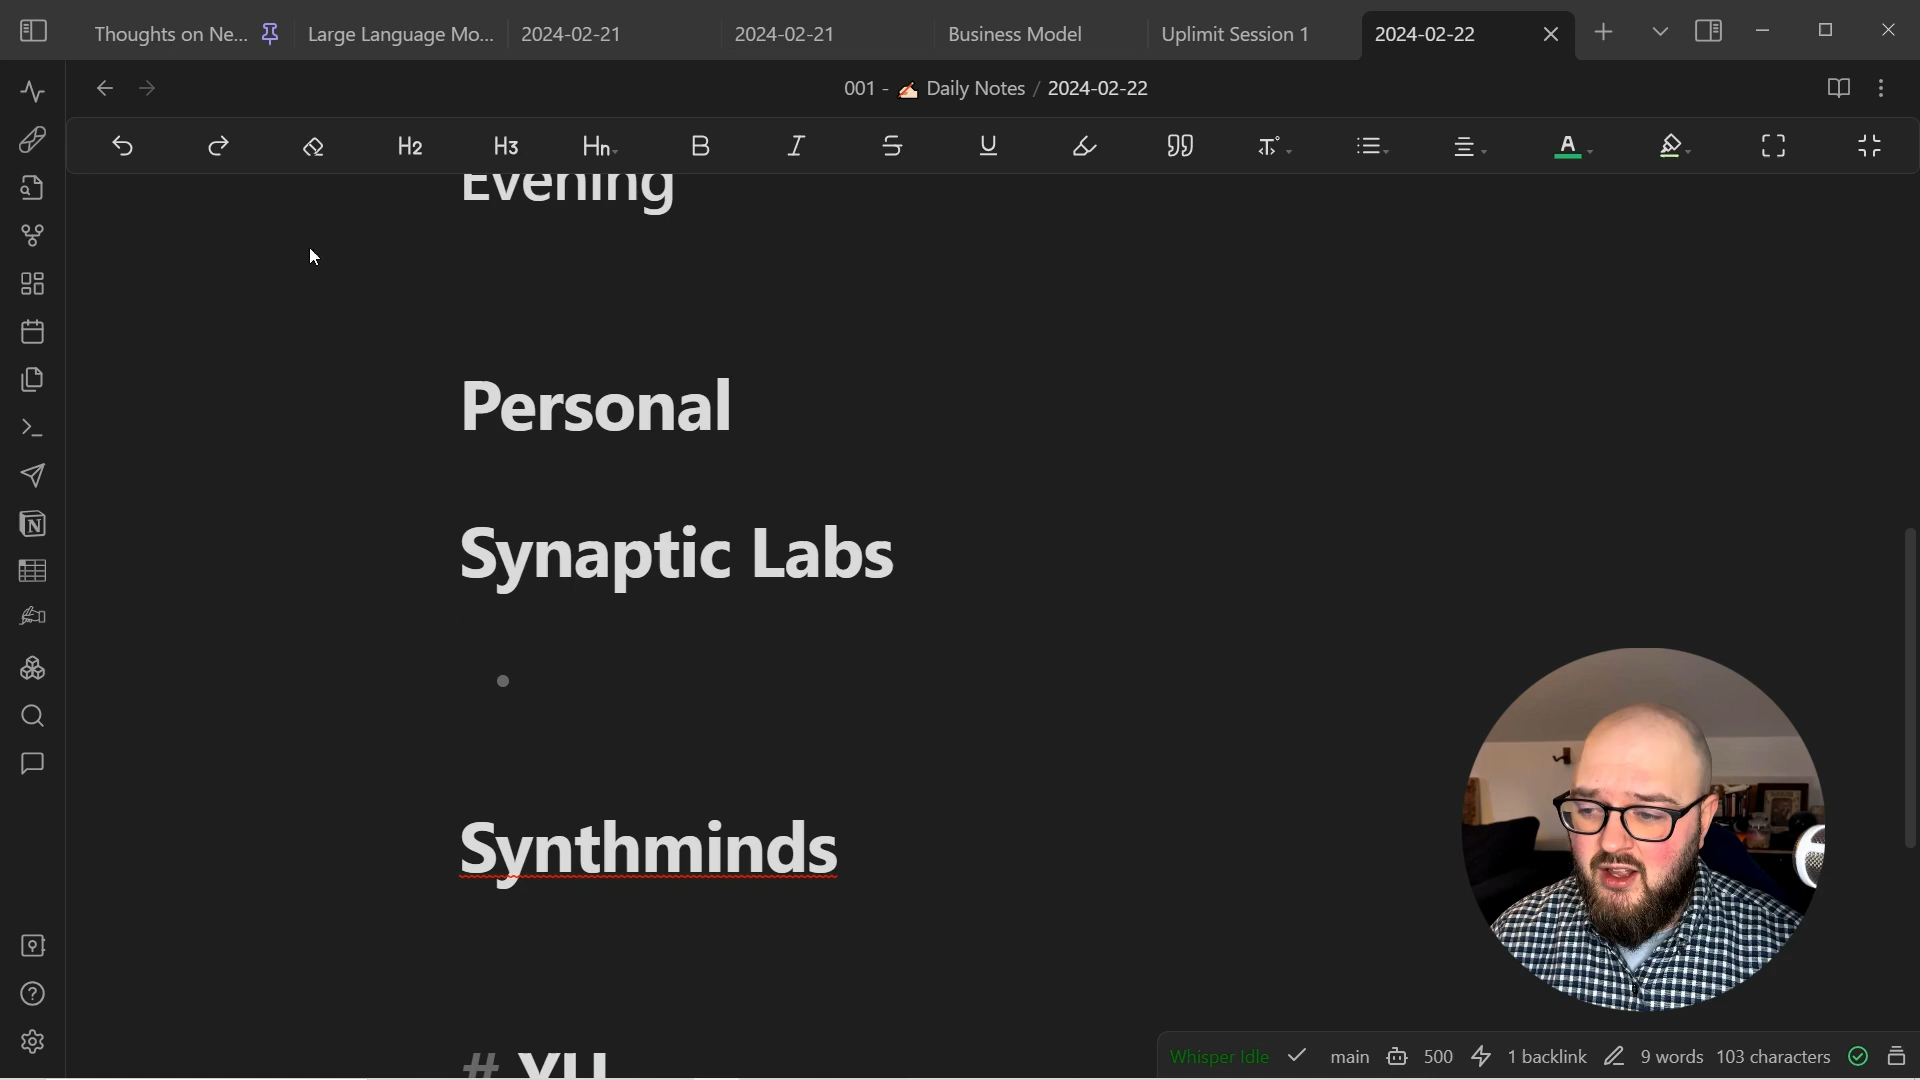 Thoughts on Ne...
Large Language Mo...
2024-02-21
2024-02-21
Business Model
Uplimit Session 1
2024-02-22
001 - ✍🏻 Daily Notes / 2024-02-22
H2 H3 Hn B I S U A
Evening
Personal
Synaptic Labs
Synthminds
# YU
Whisper Idle main 500 1 backlink 9 words 103 characters